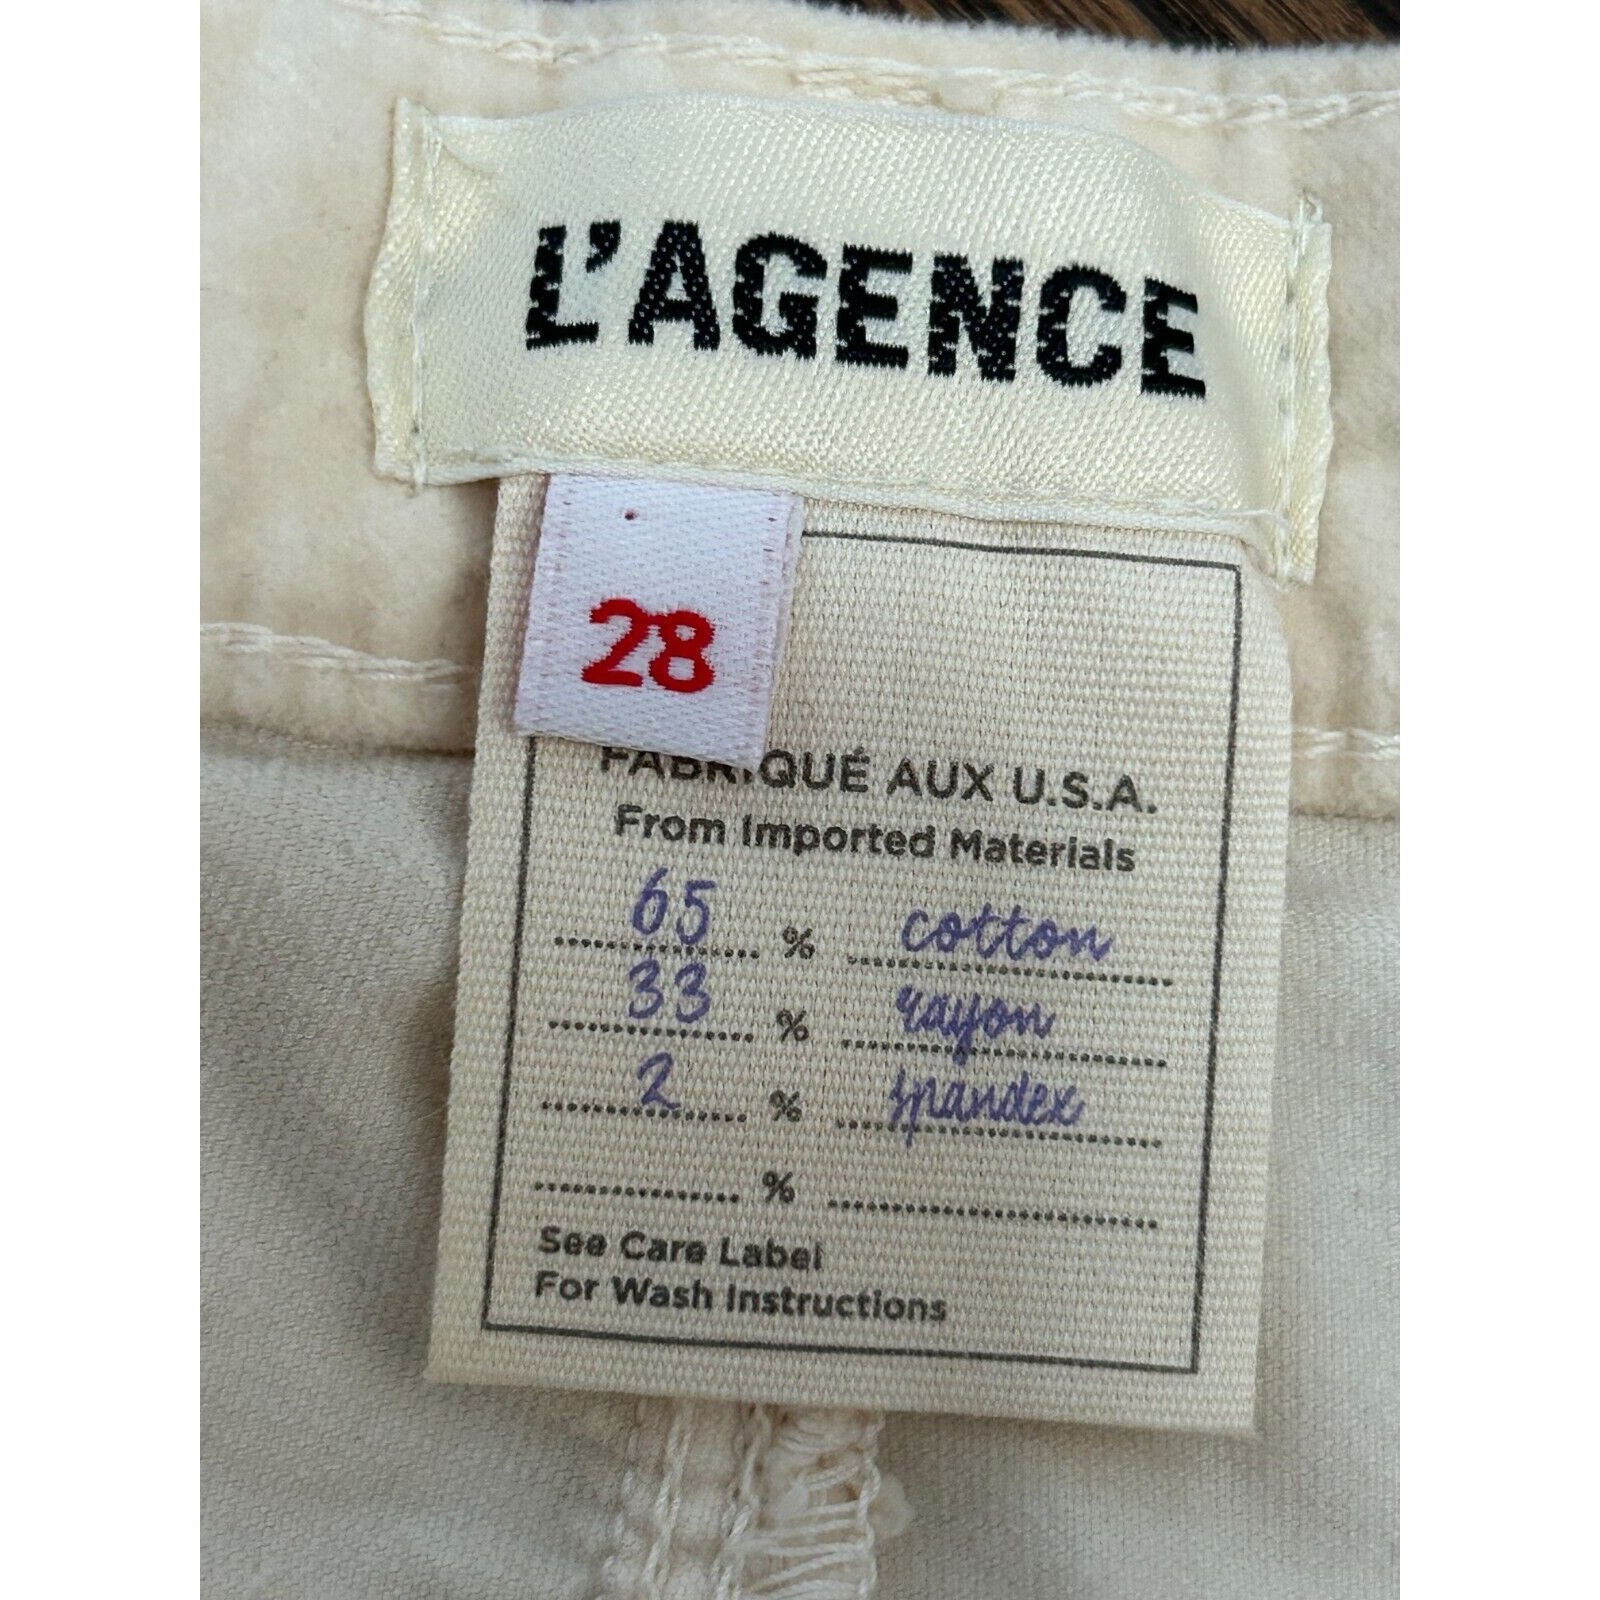 L'AGENCE
28
FABRIQUÉ AUX U.S.A.
From Imported Materials
65 % cotton
33 % rayon
2 % spandex
%
See Care Label
For Wash Instructions